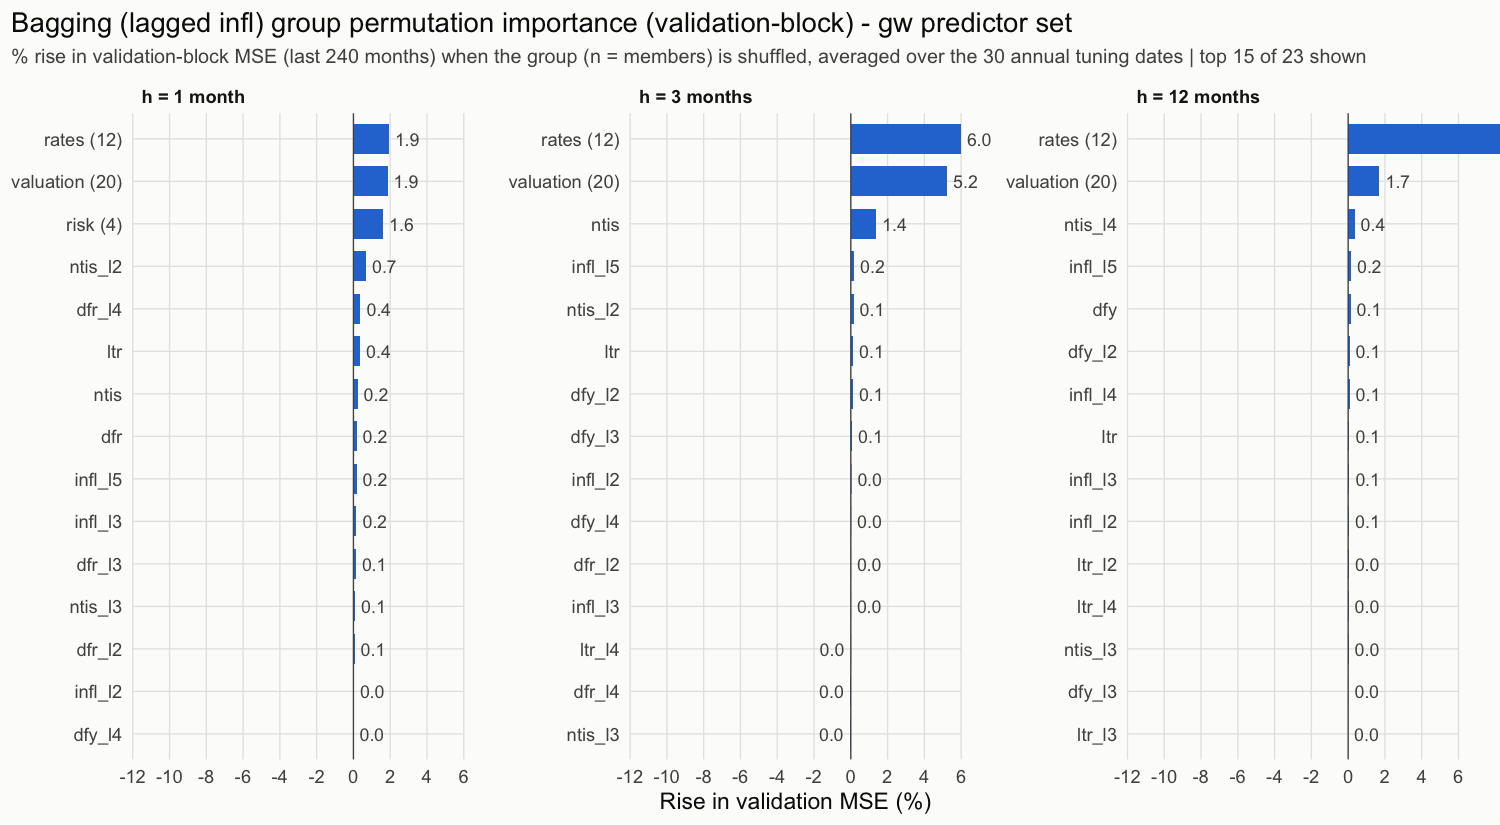 Bagging (lagged infl) group permutation importance (validation-block) - gw predictor set
% rise in validation-block MSE (last 240 months) when the group (n = members) is shuffled, averaged over the 30 annual tuning dates | top 15 of 23 shown
h = 1 month
rates (12) 1.9
valuation (20) 1.9
risk (4) 1.6
ntis_l2 0.7
dfr_l4 0.4
ltr 0.4
ntis 0.2
dfr 0.2
infl_l5 0.2
infl_l3 0.2
dfr_l3 0.1
ntis_l3 0.1
dfr_l2 0.1
infl_l2 0.0
dfy_l4 0.0
-12 -10 -8 -6 -4 -2 0 2 4 6
h = 3 months
rates (12) 6.0
valuation (20) 5.2
ntis 1.4
infl_l5 0.2
ntis_l2 0.1
ltr 0.1
dfy_l2 0.1
dfy_l3 0.1
infl_l2 0.0
dfy_l4 0.0
dfr_l2 0.0
infl_l3 0.0
ltr_l4 0.0
dfr_l4 0.0
ntis_l3 0.0
-12 -10 -8 -6 -4 -2 0 2 4 6
h = 12 months
rates (12)
valuation (20) 1.7
ntis_l4 0.4
infl_l5 0.2
dfy 0.1
dfy_l2 0.1
infl_l4 0.1
ltr 0.1
infl_l3 0.1
infl_l2 0.1
ltr_l2 0.0
ltr_l4 0.0
ntis_l3 0.0
dfy_l3 0.0
ltr_l3 0.0
-12 -10 -8 -6 -4 -2 0 2 4 6
Rise in validation MSE (%)